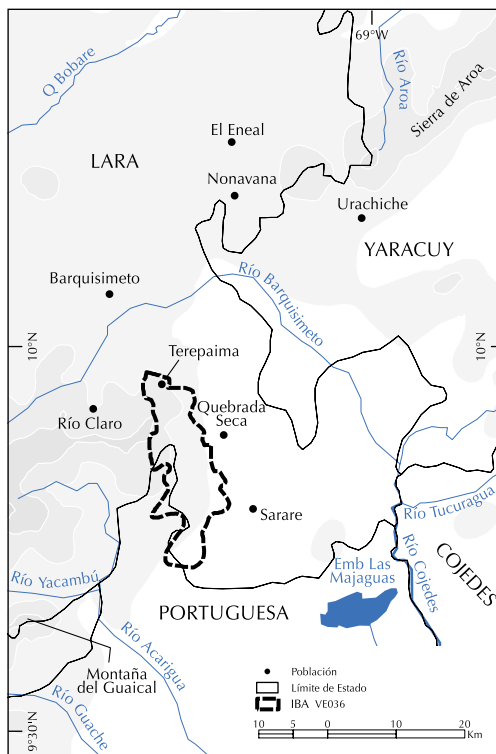 69°W
Q Bobare
Río Aroa
Sierra de Aroa
El Eneal
LARA
Nonavana
Urachiche
YARACUY
Barquisimeto
Río Barquisimeto
10°N
10°N
Terepaima
Río Claro
Quebrada
Seca
Sarare
Río Tucuragua
Río Cojedes
COJEDES
Emb Las
Majaguas
Río Yacambú
PORTUGUESA
Río Acarigua
Montaña
del Guaical
Río Guache
9°30N
Población
Límite de Estado
IBA VE036
10 5 0 10 20
Km